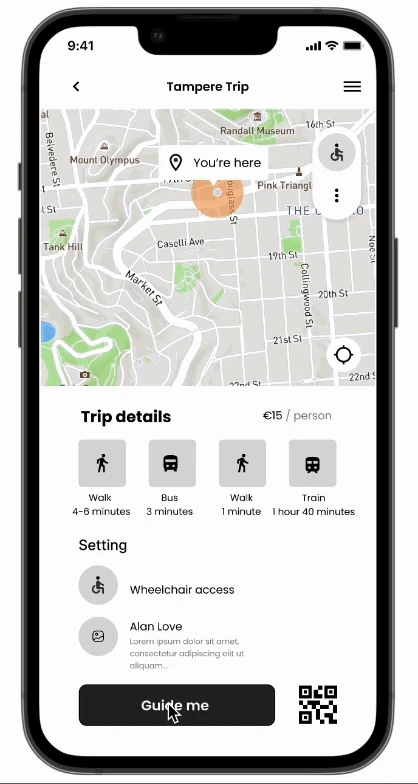 9:41
Tampere Trip
16th St
Randall Museum
Belvedere St
Mount Olympus
You're here
Douglass St
Pink Triangl
THE
Tank Hill
Caselli Ave
19th St
Market St
Collingwood St
20th St
21st St
22nd St
22nd St
Trip details
€15 / person
Walk
4-6 minutes
Bus
3 minutes
Walk
1 minute
Train
1 hour 40 minutes
Setting
Wheelchair access
Alan Love
Lorem ipsum dolor sit amet,
consectetur adipiscing elit ut
aliquam...
Guide me